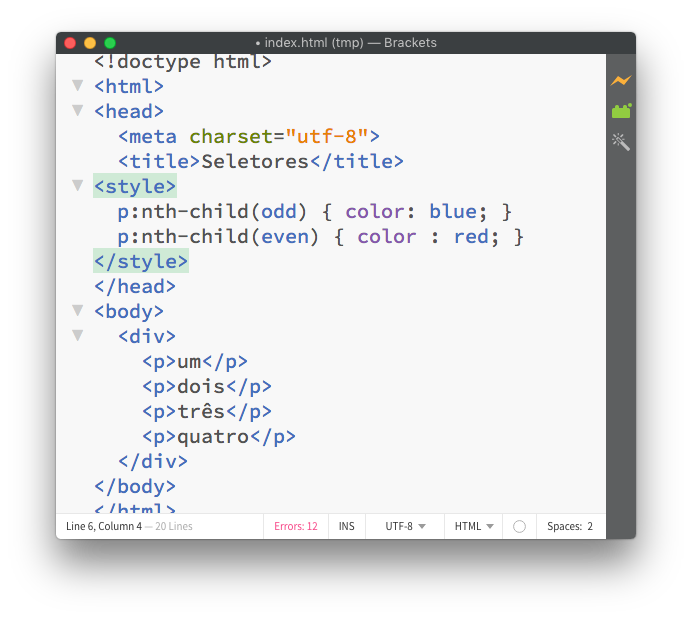 • index.html (tmp) — Brackets
<!doctype html>
<html>
<head>
<meta charset="utf-8">
<title>Seletores</title>
<style>
p:nth-child(odd) { color: blue; }
p:nth-child(even) { color : red; }
</style>
</head>
<body>
<div>
<p>um</p>
<p>dois</p>
<p>três</p>
<p>quatro</p>
</div>
</body>
</html>
Line 6, Column 4 — 20 Lines Errors: 12 INS UTF-8 HTML Spaces: 2